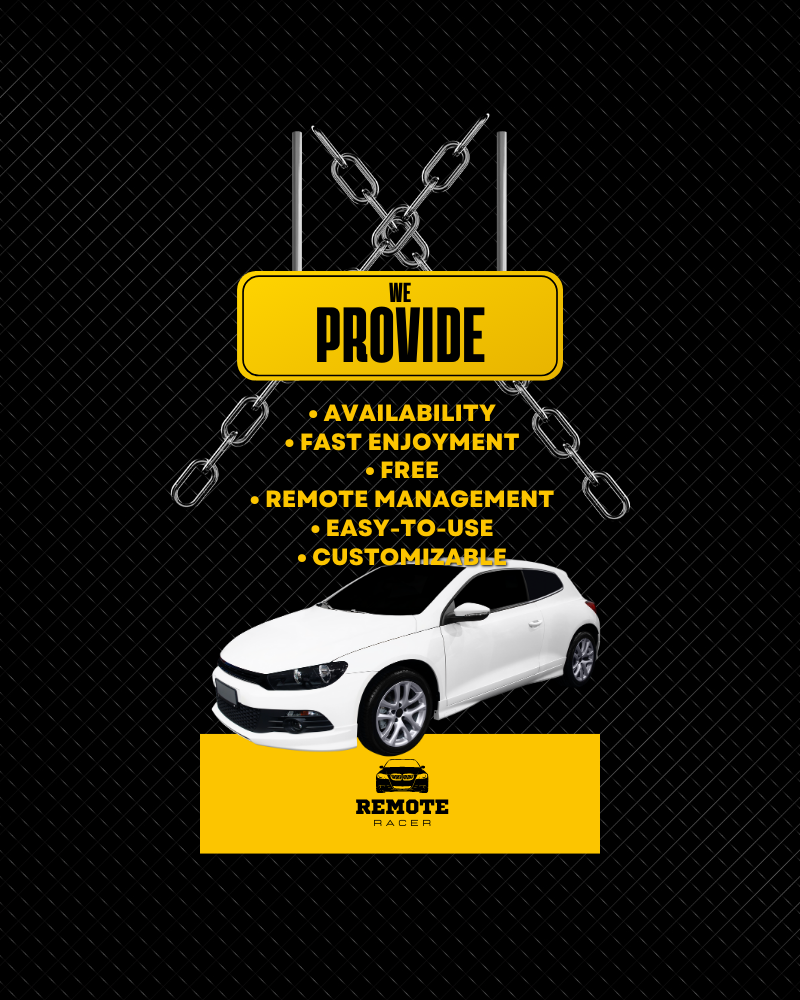 WE
PROVIDE
• AVAILABILITY
• FAST ENJOYMENT
• FREE
• REMOTE MANAGEMENT
• EASY-TO-USE
• CUSTOMIZABLE
REMOTE
RACER